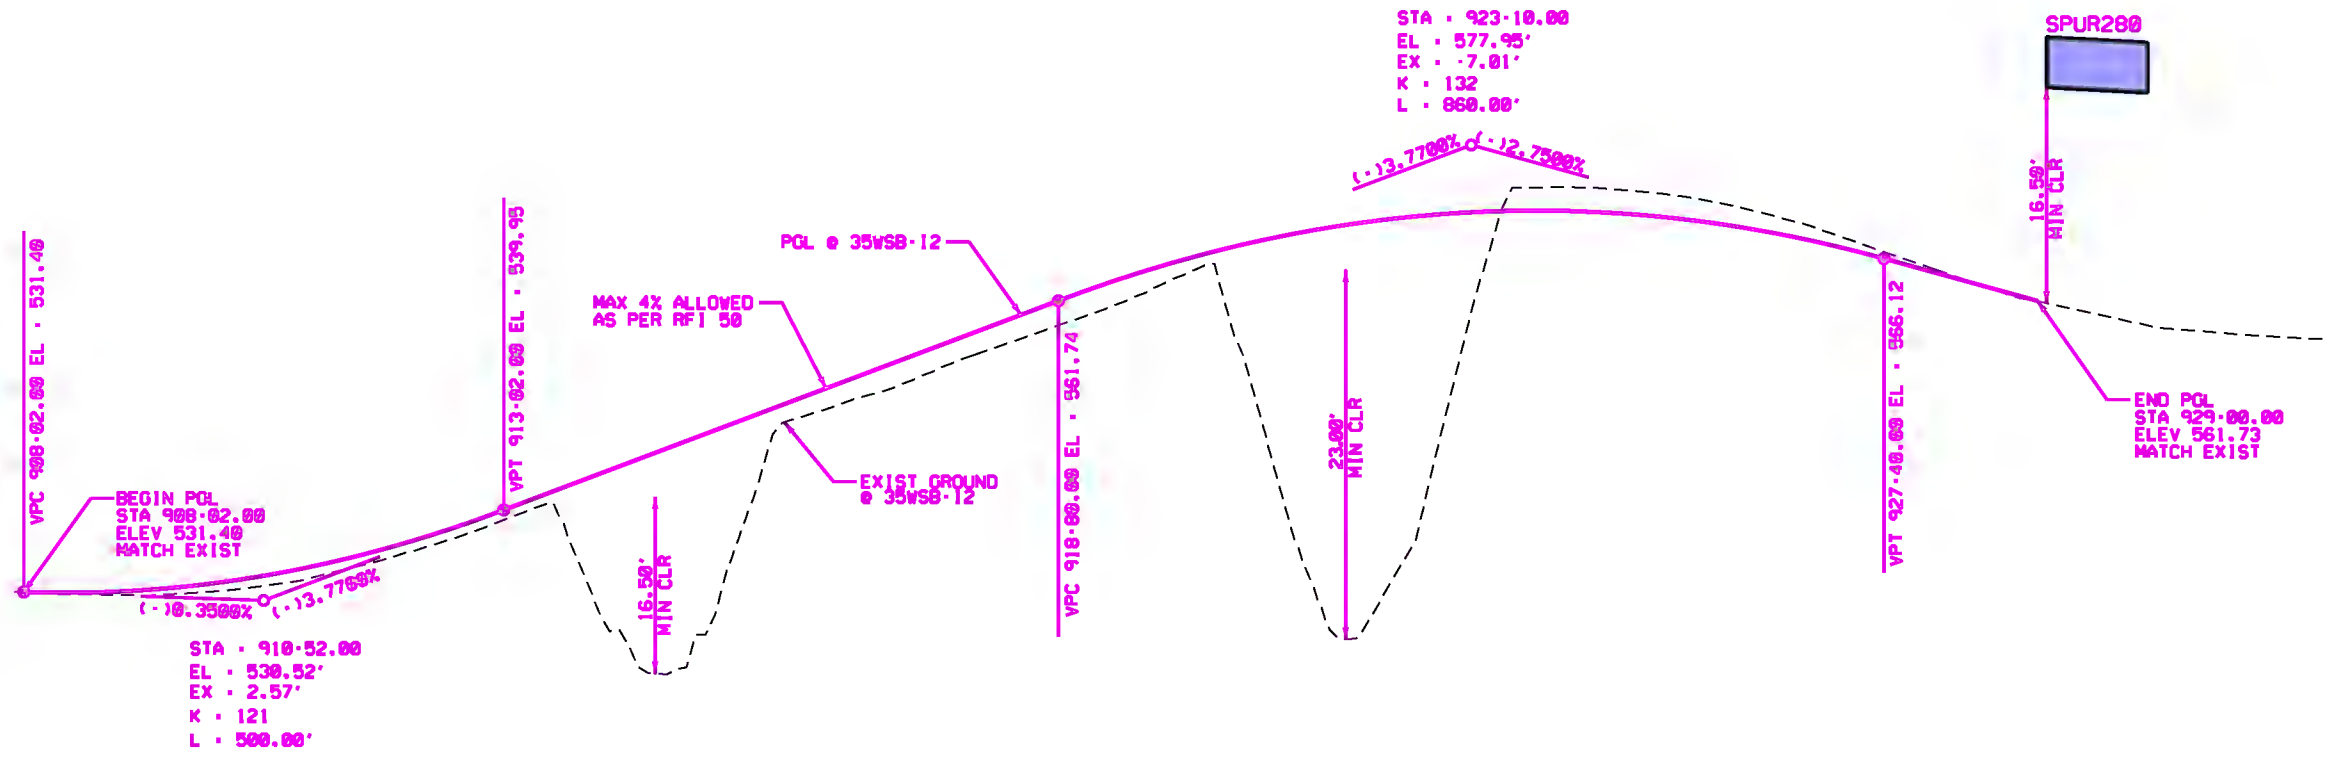 STA · 923·10.00
EL · 577.95'
EX · ·7.01'
K · 132
L · 860.00'
SPUR280
(·)3.7700%
(·)2.7500%
16.50'
MIN CLR
VPC 908·02.00 EL · 531.40
VPT 913·02.00 EL · 539.95
PGL @ 35WSB·12
MAX 4% ALLOWED
AS PER RFI 50
VPC 918·80.00 EL · 561.74
23.00'
MIN CLR
VPT 927·40.00 EL · 566.12
END PGL
STA 929·00.00
ELEV 561.73
MATCH EXIST
EXIST GROUND
@ 35WSB·12
BEGIN PGL
STA 908·02.00
ELEV 531.40
MATCH EXIST
16.50'
MIN CLR
(·)0.3500%
(·)3.7700%
STA · 910·52.00
EL · 530.52'
EX · 2.57'
K · 121
L · 500.00'